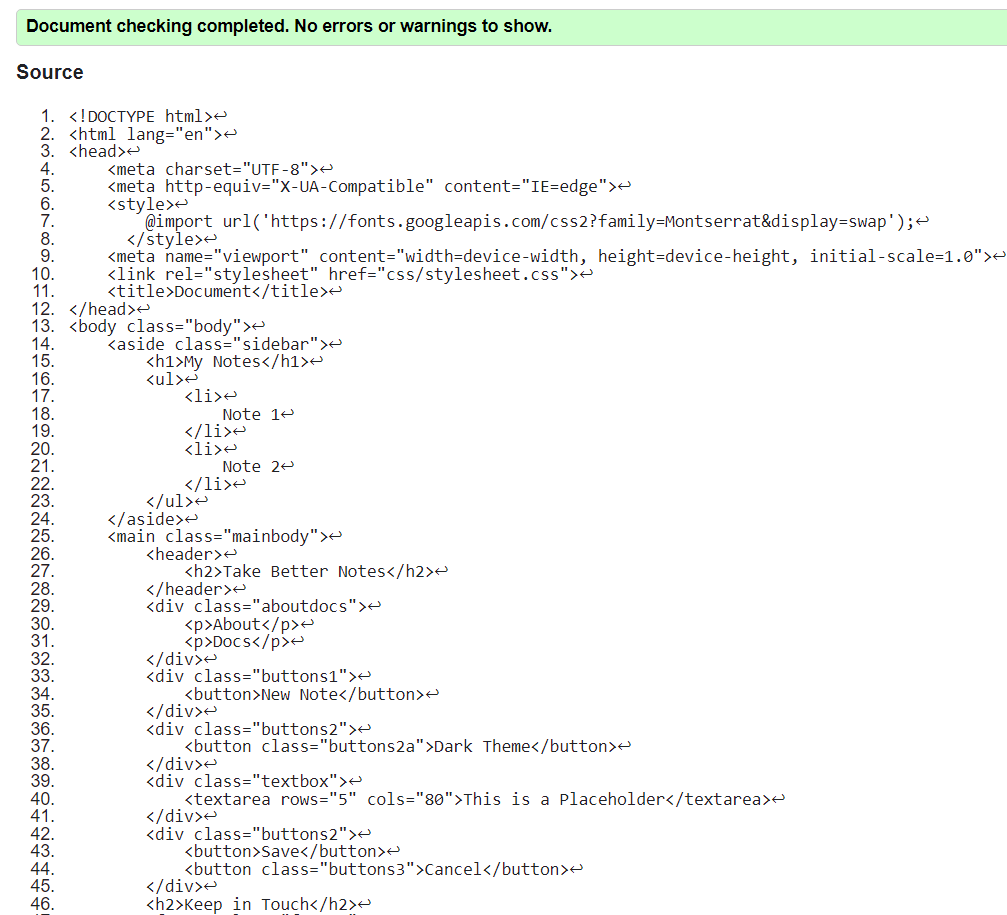 Document checking completed. No errors or warnings to show.
Source
1. <!DOCTYPE html>↩
2. <html lang="en">↩
3. <head>↩
4.     <meta charset="UTF-8">↩
5.     <meta http-equiv="X-UA-Compatible" content="IE=edge">↩
6.     <style>↩
7.         @import url('https://fonts.googleapis.com/css2?family=Montserrat&display=swap');↩
8.       </style>↩
9.     <meta name="viewport" content="width=device-width, height=device-height, initial-scale=1.0">↩
10.     <link rel="stylesheet" href="css/stylesheet.css">↩
11.     <title>Document</title>↩
12. </head>↩
13. <body class="body">↩
14.     <aside class="sidebar">↩
15.         <h1>My Notes</h1>↩
16.         <ul>↩
17.             <li>↩
18.                 Note 1↩
19.             </li>↩
20.             <li>↩
21.                 Note 2↩
22.             </li>↩
23.         </ul>↩
24.     </aside>↩
25.     <main class="mainbody">↩
26.         <header>↩
27.             <h2>Take Better Notes</h2>↩
28.         </header>↩
29.         <div class="aboutdocs">↩
30.             <p>About</p>↩
31.             <p>Docs</p>↩
32.         </div>↩
33.         <div class="buttons1">↩
34.             <button>New Note</button>↩
35.         </div>↩
36.         <div class="buttons2">↩
37.             <button class="buttons2a">Dark Theme</button>↩
38.         </div>↩
39.         <div class="textbox">↩
40.             <textarea rows="5" cols="80">This is a Placeholder</textarea>↩
41.         </div>↩
42.         <div class="buttons2">↩
43.             <button>Save</button>↩
44.             <button class="buttons3">Cancel</button>↩
45.         </div>↩
46.         <h2>Keep in Touch</h2>↩